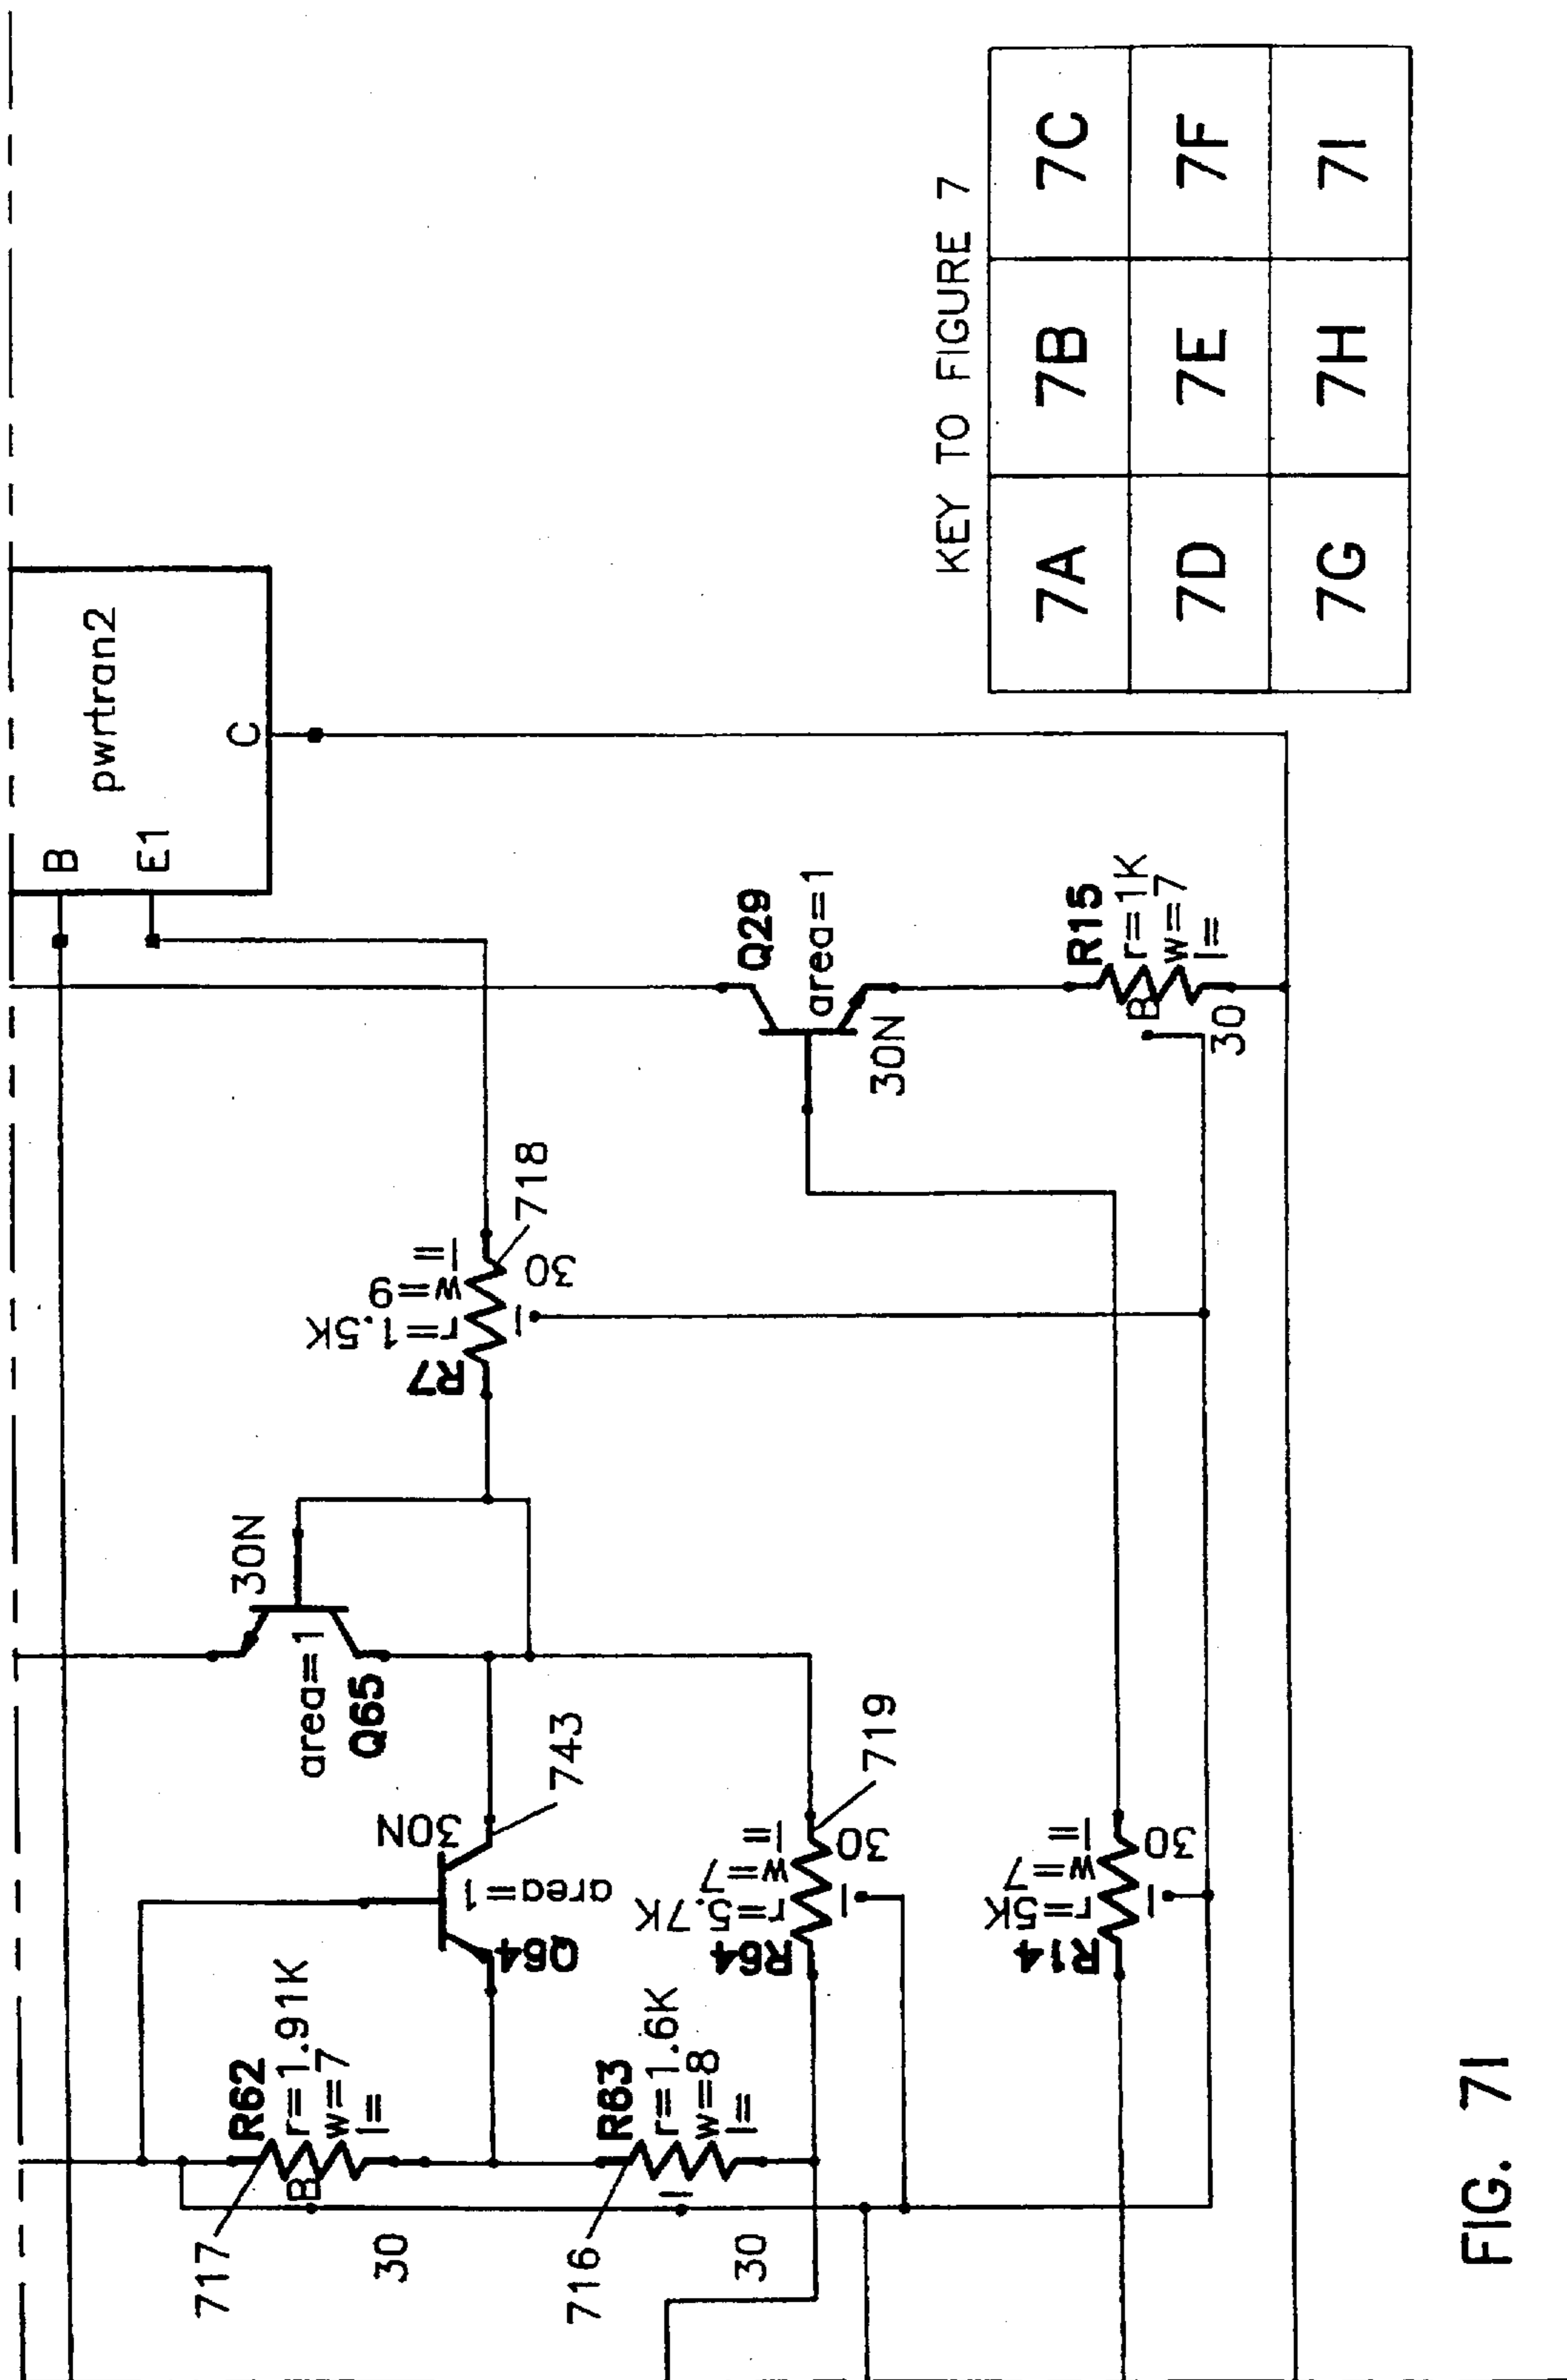 pwrtran2
B
E1
C
717
R62
r=1.91K
w=7
l=
B
30
30N
area=1
Q65
R7
r=1.5K
w=9
l=
I
30
718
30N
area=1
Q64
743
716
R63
r=1.6K
w=8
l=
I
30
R64
r=5.7K
w=7
l=
I
30
719
Q29
area=1
30N
R14
r=5K
w=7
l=
I
30
R15
r=1K
w=7
l=
B
30
KEY TO FIGURE 7
7A 7B 7C
7D 7E 7F
7G 7H 7I
FIG. 7I